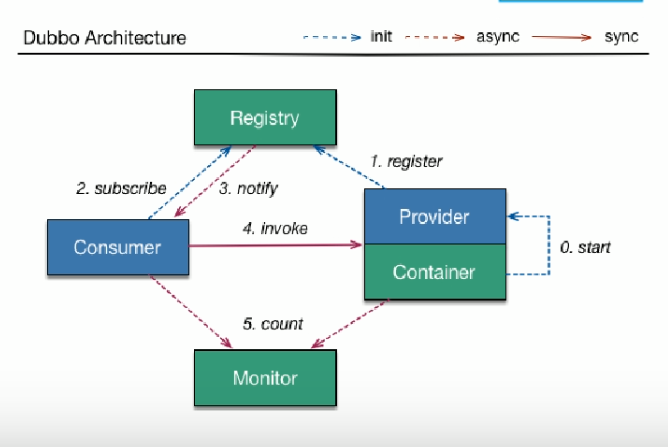 Dubbo Architecture
init
async
sync
Registry
1. register
2. subscribe
3. notify
Provider
4. invoke
Consumer
0. start
Container
5. count
Monitor